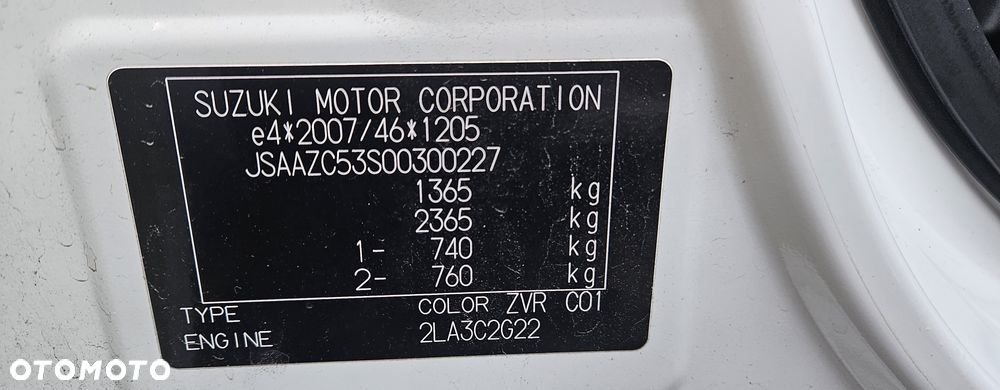 SUZUKI MOTOR CORPORATION
e4*2007/46*1205
JSAAZC53S00300227
1365 kg
2365 kg
1- 740 kg
2- 760 kg
TYPE COLOR ZVR C01
ENGINE 2LA3C2G22
OTOMOTO